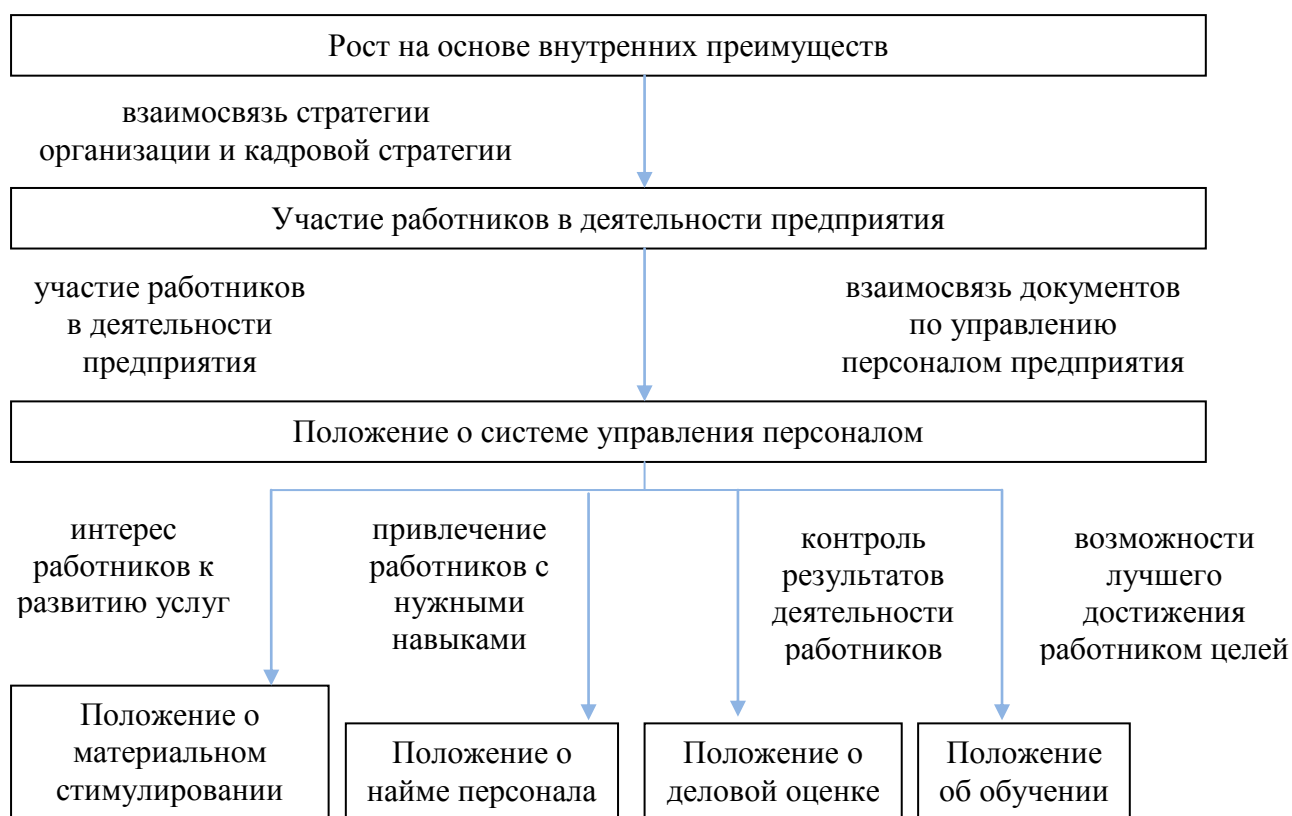 Рост на основе внутренних преимуществ
взаимосвязь стратегии
организации и кадровой стратегии
Участие работников в деятельности предприятия
участие работников
в деятельности
предприятия
взаимосвязь документов
по управлению
персоналом предприятия
Положение о системе управления персоналом
интерес
работников к
развитию услуг
привлечение
работников с
нужными
навыками
контроль
результатов
деятельности
работников
возможности
лучшего
достижения
работником целей
Положение о
материальном
стимулировании
Положение о
найме персонала
Положение о
деловой оценке
Положение
об обучении